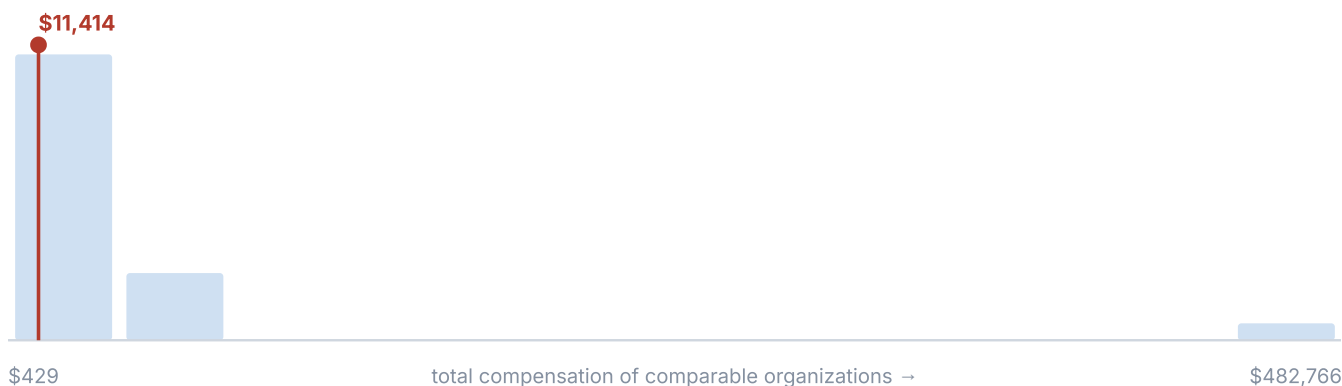 $11,414
$429 total compensation of comparable organizations → $482,766